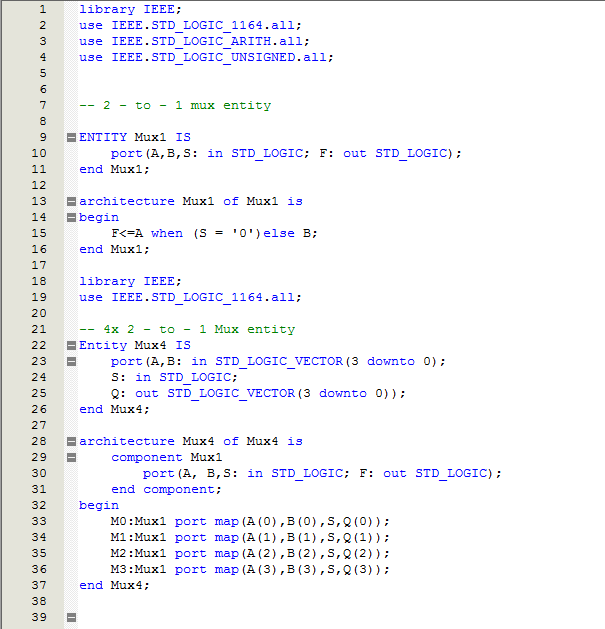 1 library IEEE;
2 use IEEE.STD_LOGIC_1164.all;
3 use IEEE.STD_LOGIC_ARITH.all;
4 use IEEE.STD_LOGIC_UNSIGNED.all;
5
6
7 -- 2 - to - 1 mux entity
8
9 ENTITY Mux1 IS
10 port(A,B,S: in STD_LOGIC; F: out STD_LOGIC);
11 end Mux1;
12
13 architecture Mux1 of Mux1 is
14 begin
15 F<=A when (S = '0')else B;
16 end Mux1;
17
18 library IEEE;
19 use IEEE.STD_LOGIC_1164.all;
20
21 -- 4x 2 - to - 1 Mux entity
22 Entity Mux4 IS
23 port(A,B: in STD_LOGIC_VECTOR(3 downto 0);
24 S: in STD_LOGIC;
25 Q: out STD_LOGIC_VECTOR(3 downto 0));
26 end Mux4;
27
28 architecture Mux4 of Mux4 is
29 component Mux1
30 port(A, B,S: in STD_LOGIC; F: out STD_LOGIC);
31 end component;
32 begin
33 M0:Mux1 port map(A(0),B(0),S,Q(0));
34 M1:Mux1 port map(A(1),B(1),S,Q(1));
35 M2:Mux1 port map(A(2),B(2),S,Q(2));
36 M3:Mux1 port map(A(3),B(3),S,Q(3));
37 end Mux4;
38
39